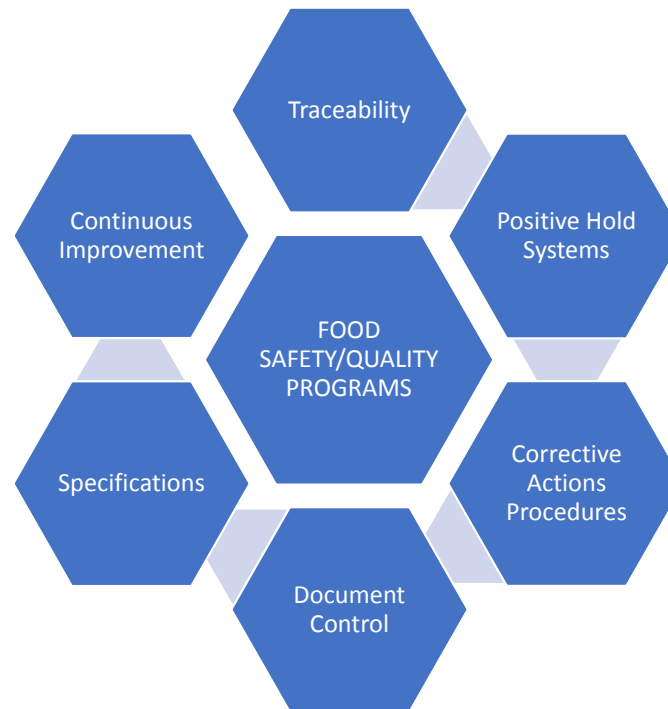 Traceability
Continuous
Improvement
Positive Hold
Systems
FOOD
SAFETY/QUALITY
PROGRAMS
Specifications
Corrective
Actions
Procedures
Document
Control